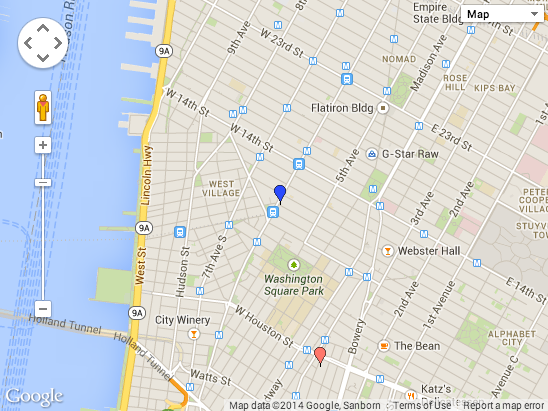 Empire
State Bldg
Map
9A
9th Ave
W 23rd St
NOMAD
Madison Ave
ROSE
HILL
KIPS BAY
W 14th St
Flatiron Bldg
E 23rd St
W 14th St
G-Star Raw
5th Ave
Lincoln Hwy
WEST
VILLAGE
PETER
COOPER
VILLAGE
3rd Ave
2nd Ave
STUY
TOWN
9A
7th Ave S
Hudson St
West St
Webster Hall
Washington
Square Park
E 14th St
2nd Ave
1st Avenue
9A
W Houston St
Bowery
ALPHABET
CITY
Holland Tunnel
City Winery
Holland Tunnel
The Bean
Watts St
Avenue C
Katz's
Google
Map data ©2014 Google, Sanborn
Terms of Use
Report a map error